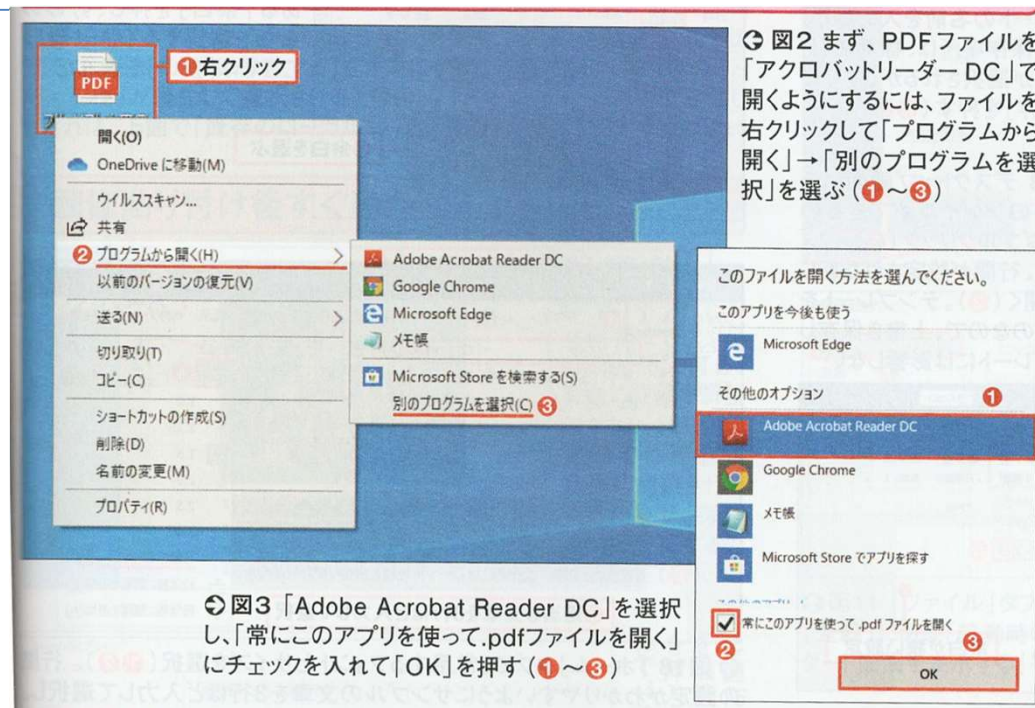 PDF
❶右クリック
開く(O)
OneDrive に移動(M)
ウイルススキャン...
共有
❷ プログラムから開く(H)
以前のバージョンの復元(V)
送る(N)
切り取り(T)
コピー(C)
ショートカットの作成(S)
削除(D)
名前の変更(M)
プロパティ(R)
Adobe Acrobat Reader DC
Google Chrome
Microsoft Edge
メモ帳
Microsoft Store を検索する(S)
別のプログラムを選択(C) ❸
図2 まず、PDFファイルを
「アクロバットリーダー DC」で
開くようにするには、ファイルを
右クリックして「プログラムから
開く」→「別のプログラムを選
択」を選ぶ(❶～❸)
このファイルを開く方法を選んでください。
このアプリを今後も使う
Microsoft Edge
その他のオプション
❶
Adobe Acrobat Reader DC
Google Chrome
メモ帳
Microsoft Store でアプリを探す
常にこのアプリを使って.pdf ファイルを開く
❷
❸
OK
図3「Adobe Acrobat Reader DC」を選択
し、「常にこのアプリを使って.pdfファイルを開く」
にチェックを入れて「OK」を押す(❶～❸)